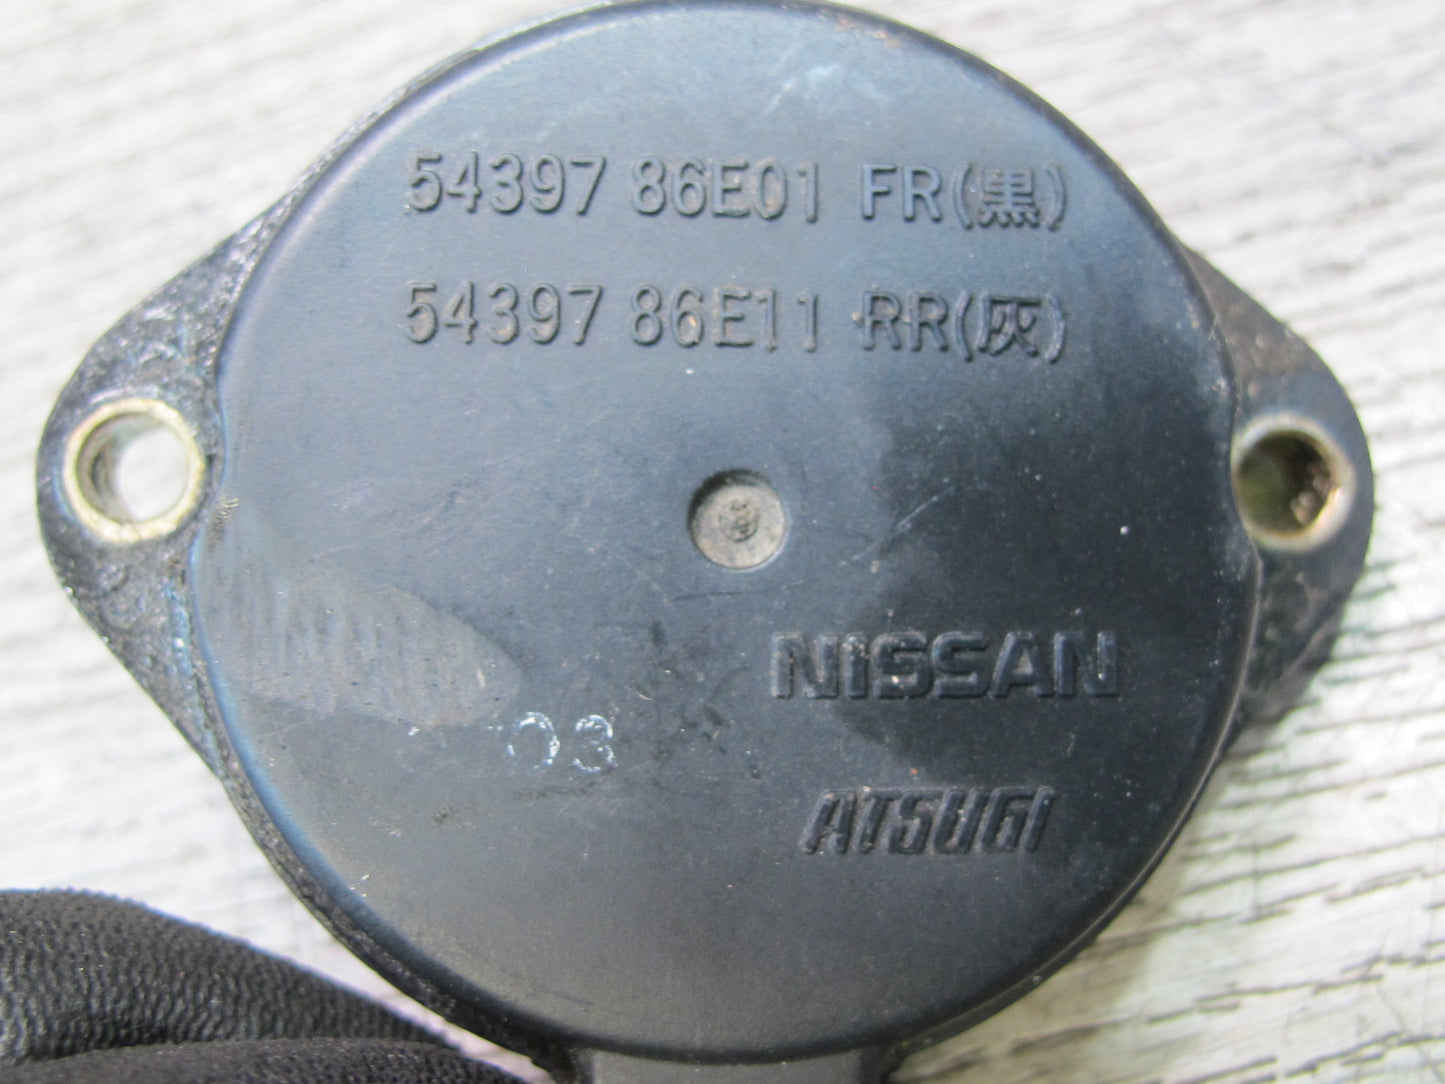 54397 86E01 FR(黒)
54397 86E11 RR(灰)
NISSAN
03
ATSUGI